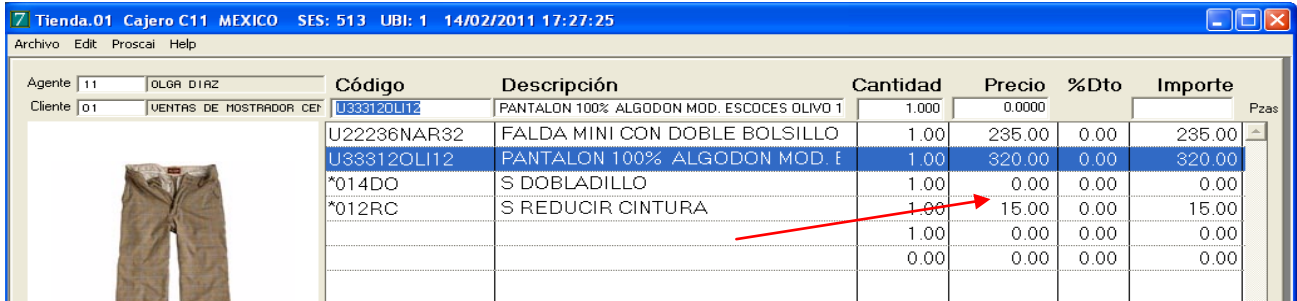 7 Tienda.01 Cajero C11 MEXICO SES: 513 UBI: 1 14/02/2011 17:27:25
Archivo Edit Proscai Help
Agente 11 OLGA DIAZ Código Descripción Cantidad Precio %Dto Importe
Cliente 01 VENTAS DE MOSTRADOR CEN U33312OLI12 PANTALON 100% ALGODON MOD. ESCOCES OLIVO 1 1.000 0.0000 Pzas
U22236NAR32 FALDA MINI CON DOBLE BOLSILLO 1.00 235.00 0.00 235.00
U33312OLI12 PANTALON 100% ALGODON MOD. E 1.00 320.00 0.00 320.00
*014DO S DOBLADILLO 1.00 0.00 0.00 0.00
*012RC S REDUCIR CINTURA 1.00 15.00 0.00 15.00
1.00 0.00 0.00 0.00
0.00 0.00 0.00 0.00